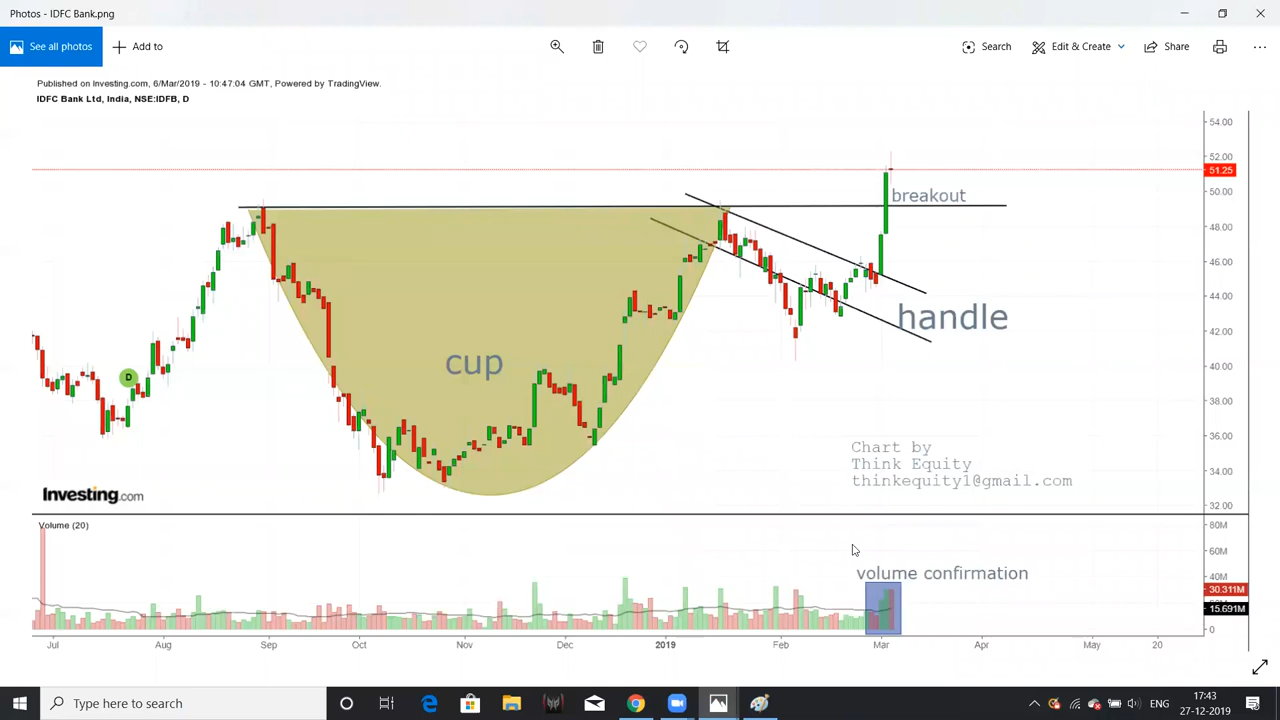 Photos - IDFC Bank.png
See all photos
Add to
Search
Edit & Create
Share
Published on Investing.com, 6/Mar/2019 - 10:47:04 GMT, Powered by TradingView.
IDFC Bank Ltd, India, NSE:IDFB, D
54.00
52.00
51.25
50.00
48.00
46.00
44.00
42.00
40.00
38.00
36.00
34.00
32.00
breakout
handle
cup
D
Chart by
Think Equity
thinkequity1@gmail.com
Investing.com
Volume (20)
80M
60M
40M
30.311M
15.691M
0
volume confirmation
Jul Aug Sep Oct Nov Dec 2019 Feb Mar Apr May 20
Type here to search
ENG
17:43
27-12-2019